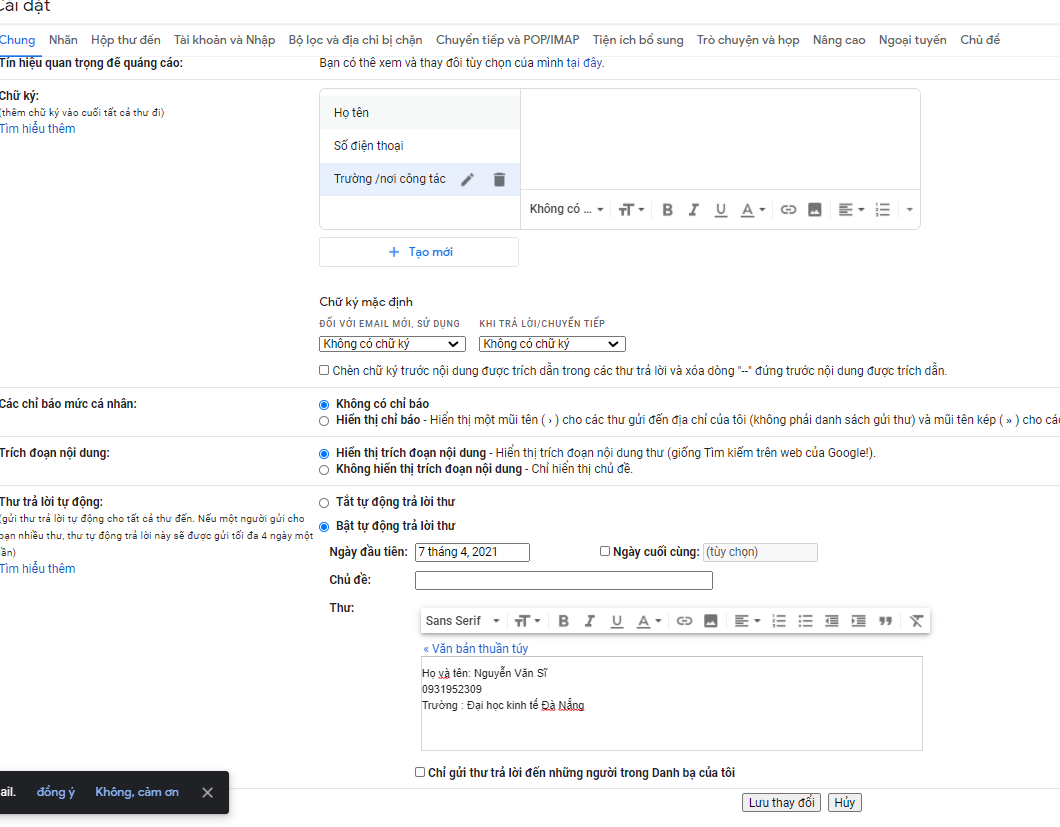 Cài đặt
Chung Nhãn Hộp thư đến Tài khoản và Nhập Bộ lọc và địa chỉ bị chặn Chuyển tiếp và POP/IMAP Tiện ích bổ sung Trò chuyện và họp Nâng cao Ngoại tuyến Chủ đề
Tín hiệu quan trọng để quảng cáo: Bạn có thể xem và thay đổi tùy chọn của mình tại đây.
Chữ ký:
(thêm chữ ký vào cuối tất cả thư đi)
Tìm hiểu thêm
Họ tên
Số điện thoại
Trường /nơi công tác
Không có ...
+ Tạo mới
Chữ ký mặc định
ĐỐI VỚI EMAIL MỚI, SỬ DỤNG KHI TRẢ LỜI/CHUYỂN TIẾP
Không có chữ ký Không có chữ ký
Chèn chữ ký trước nội dung được trích dẫn trong các thư trả lời và xóa dòng "--" đứng trước nội dung được trích dẫn.
Các chỉ báo mức cá nhân: Không có chỉ báo
Hiển thị chỉ báo - Hiển thị một mũi tên ( › ) cho các thư gửi đến địa chỉ của tôi (không phải danh sách gửi thư) và mũi tên kép ( » ) cho các
Trích đoạn nội dung: Hiển thị trích đoạn nội dung - Hiển thị trích đoạn nội dung thư (giống Tìm kiếm trên web của Google!).
Không hiển thị trích đoạn nội dung - Chỉ hiển thị chủ đề.
Thư trả lời tự động: Tắt tự động trả lời thư
(gửi thư trả lời tự động cho tất cả thư đến. Nếu một người gửi cho
bạn nhiều thư, thư tự động trả lời này sẽ được gửi tối đa 4 ngày một
lần)
Tìm hiểu thêm
Bật tự động trả lời thư
Ngày đầu tiên: 7 tháng 4, 2021 Ngày cuối cùng: (tùy chọn)
Chủ đề:
Thư:
Sans Serif
« Văn bản thuần túy
Họ và tên: Nguyễn Văn Sĩ
0931952309
Trường : Đại học kinh tế Đà Nẵng
Chỉ gửi thư trả lời đến những người trong Danh bạ của tôi
ail. đồng ý Không, cảm ơn
Lưu thay đổi Hủy